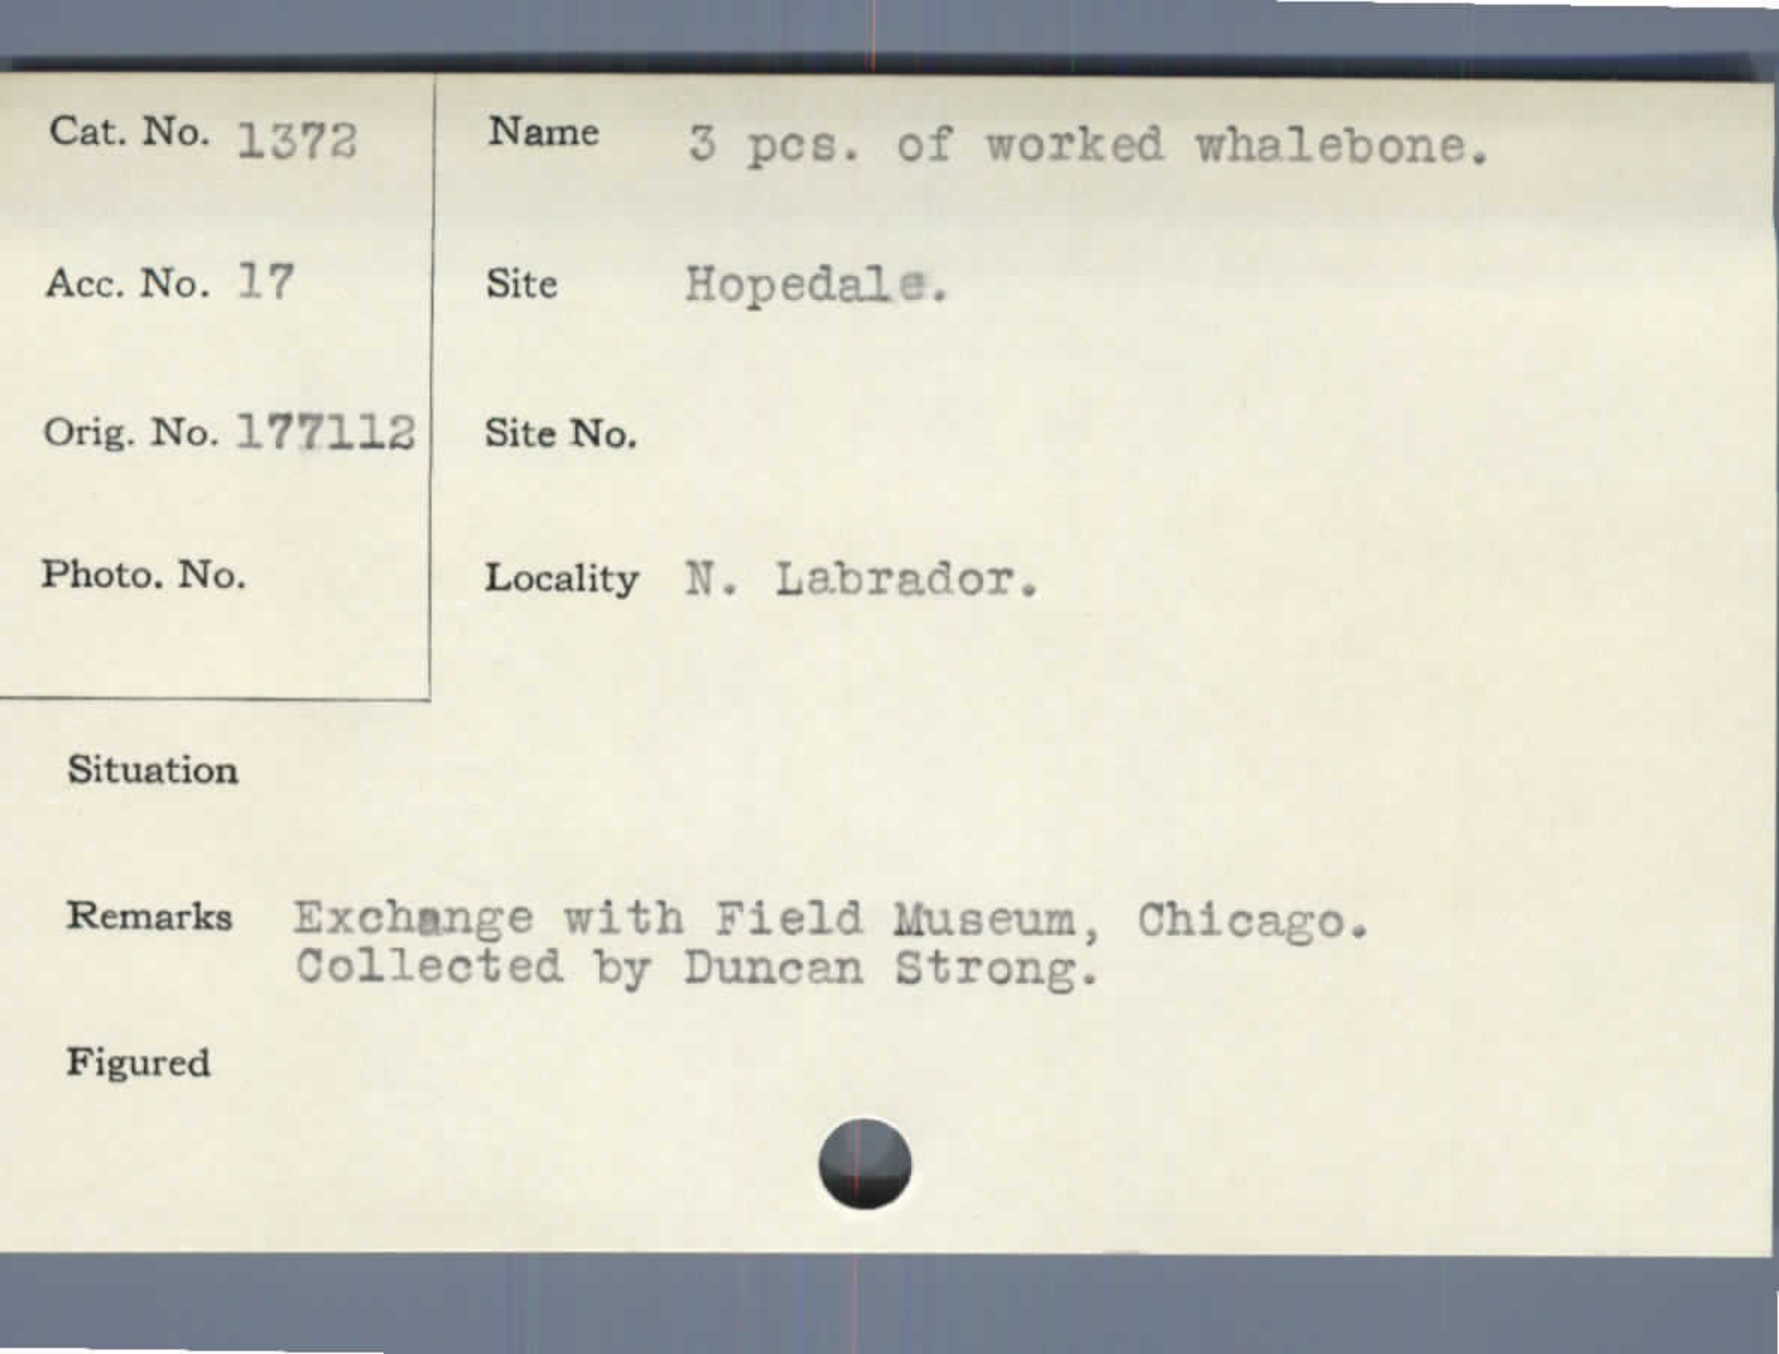 Cat. No. 1372
Acc. No. 17
Orig. No. 177112
Photo. No.
Name 3 pcs. of worked whalebone.
Site Hopedale.
Site No.
Locality N. Labrador.
Situation
Remarks Exchange with Field Museum, Chicago.
Collected by Duncan Strong.
Figured